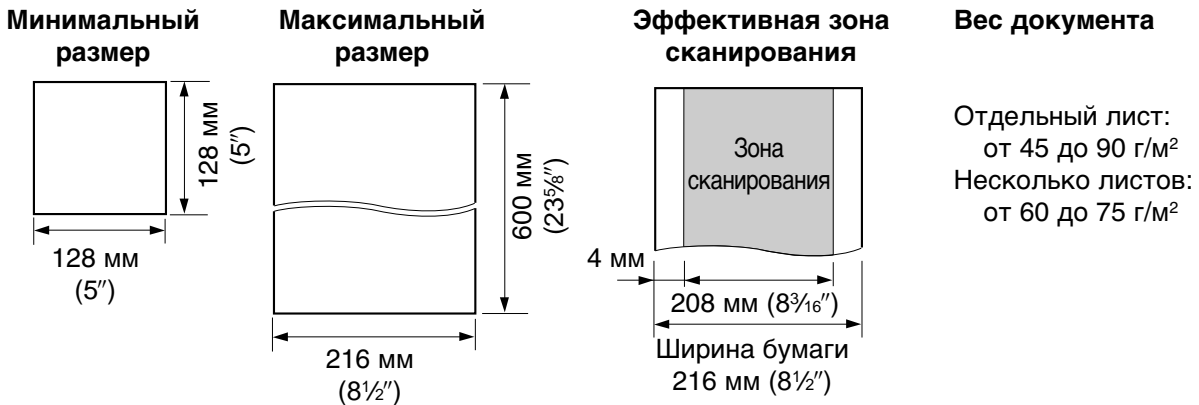 Минимальный
размер
128 мм
(5″)
128 мм
(5″)
Максимальный
размер
600 мм
(23⅝″)
216 мм
(8½″)
Эффективная зона
сканирования
Зона
сканирования
4 мм
208 мм (8³⁄₁₆″)
Ширина бумаги
216 мм (8½″)
Вес документа
Отдельный лист:
от 45 до 90 г/м²
Несколько листов:
от 60 до 75 г/м²